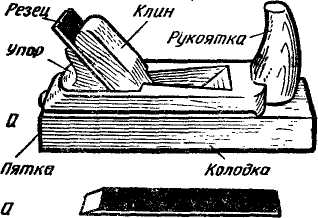 Резец
Клин
Рукоятка
Упор
а
Пятка
Колодка
а